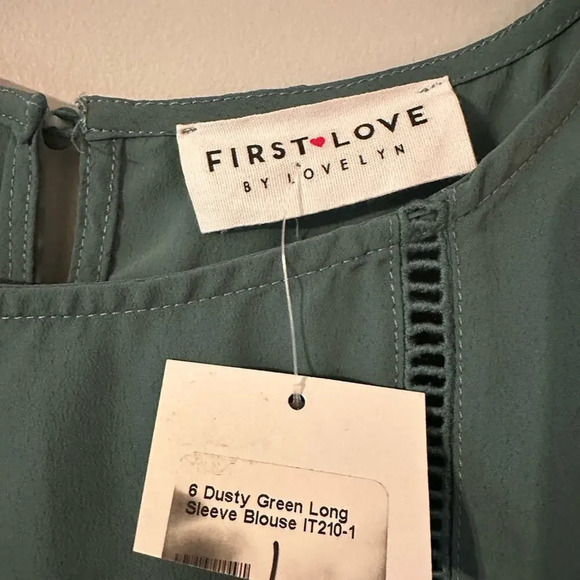 FIRST♥LOVE
BY LOVELYN
6 Dusty Green Long
Sleeve Blouse IT210-1